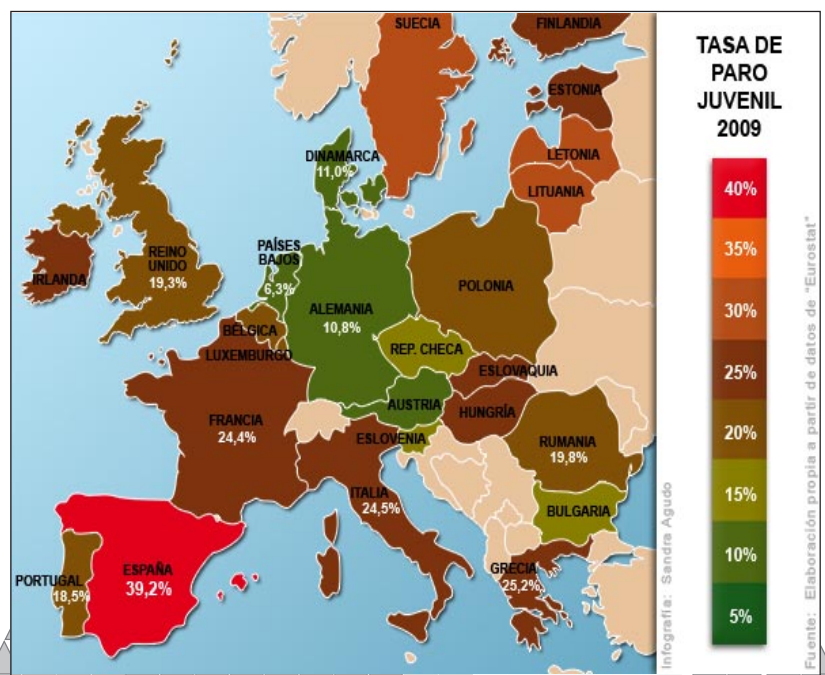 SUECIA
FINLANDIA
ESTONIA
LETONIA
LITUANIA
DINAMARCA
11,0%
IRLANDA
REINO
UNIDO
19,3%
PAÍSES
BAJOS
6,3%
ALEMANIA
10,8%
POLONIA
BÉLGICA
LUXEMBURGO
REP. CHECA
ESLOVAQUIA
AUSTRIA
HUNGRÍA
FRANCIA
24,4%
ESLOVENIA
RUMANIA
19,8%
ITALIA
24,5%
BULGARIA
PORTUGAL
18,5%
ESPAÑA
39,2%
GRECIA
25,2%
TASA DE
PARO
JUVENIL
2009
40%
35%
30%
25%
20%
15%
10%
5%
Infografía: Sandra Agudo
Fuente: Elaboración propia a partir de datos de "Eurostat"